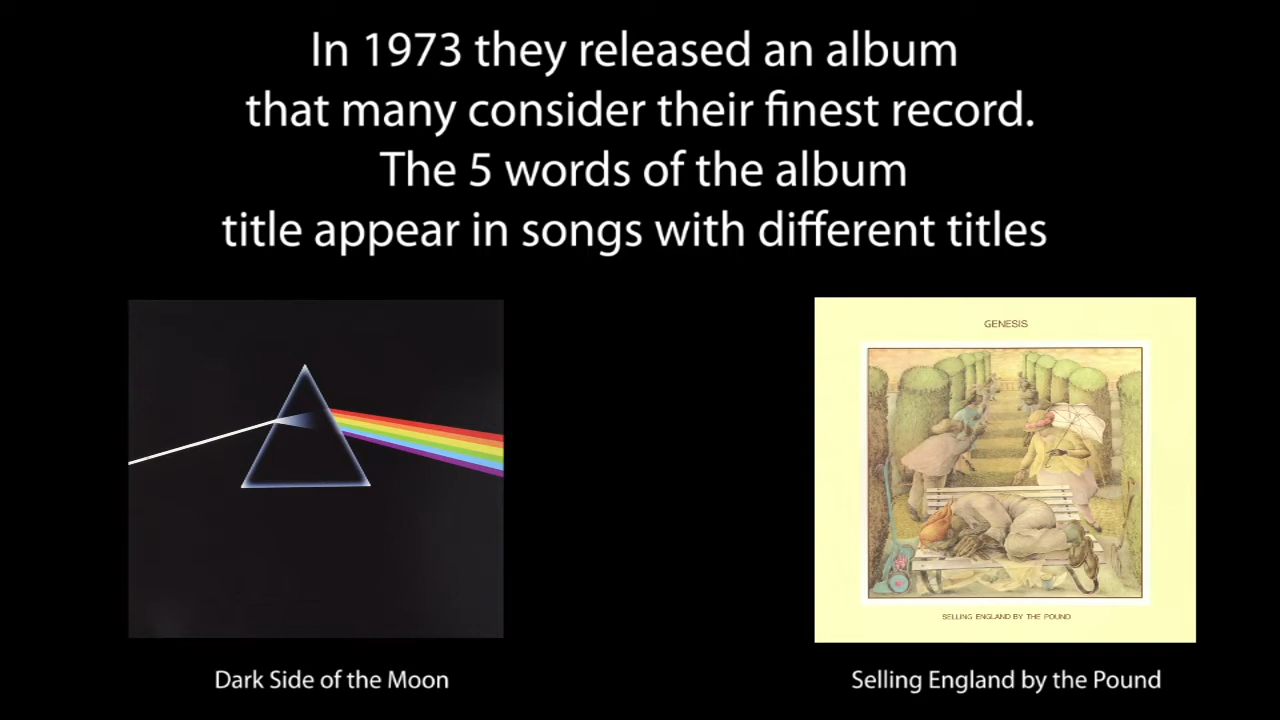 In 1973 they released an album
that many consider their finest record.
The 5 words of the album
title appear in songs with different titles
GENESIS
SELLING ENGLAND BY THE POUND
Dark Side of the Moon
Selling England by the Pound